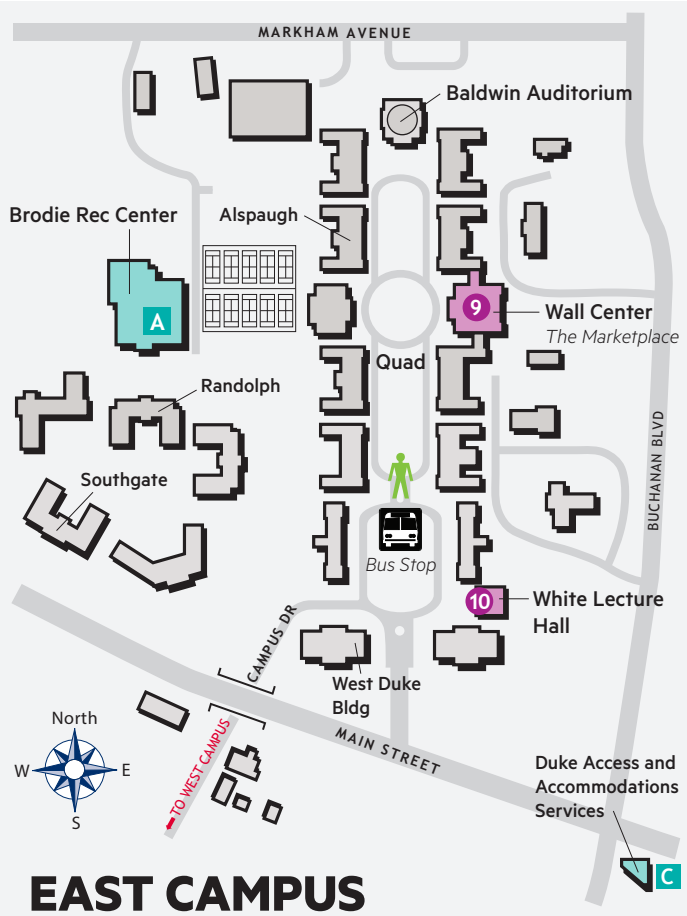 MARKHAM AVENUE
Baldwin Auditorium
Brodie Rec Center
Alspaugh
A
9
Wall Center
The Marketplace
Quad
Randolph
BUCHANAN BLVD
Southgate
Bus Stop
10
White Lecture
Hall
CAMPUS DR
West Duke
Bldg
North
W
E
S
TO WEST CAMPUS
MAIN STREET
Duke Access and
Accommodations
Services
C
EAST CAMPUS